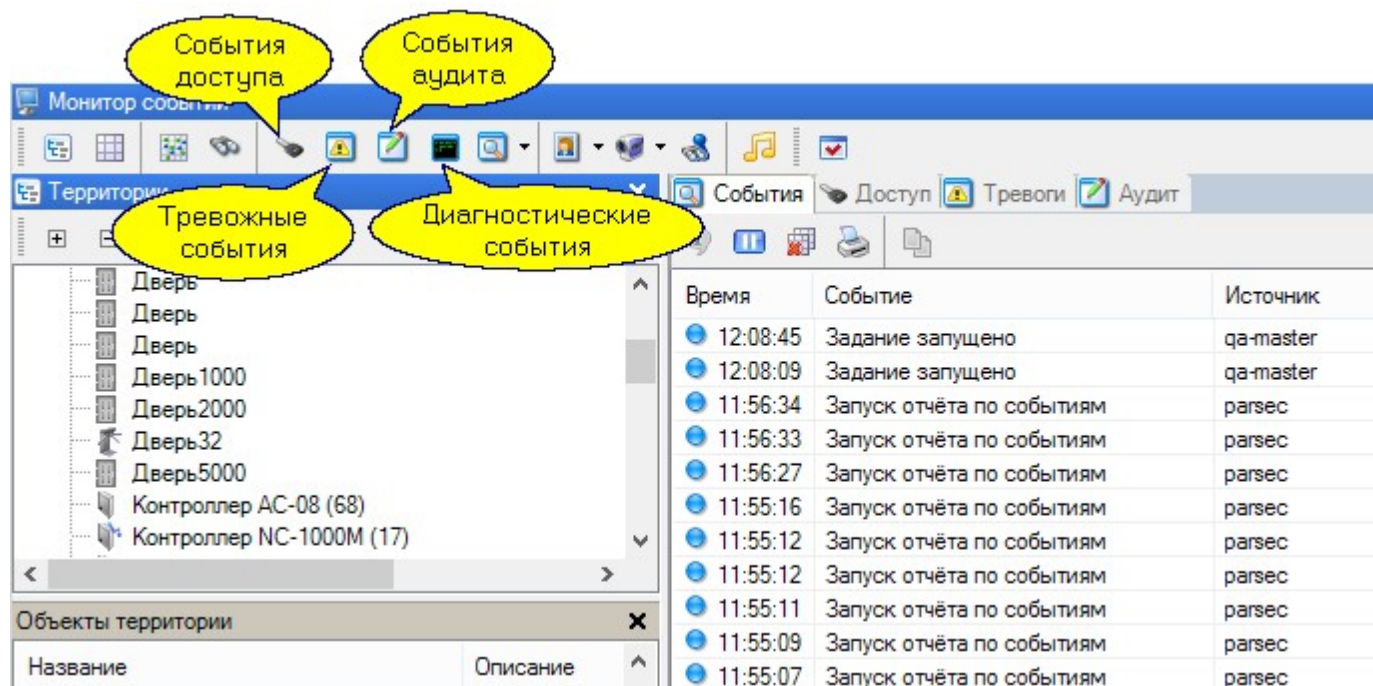 События
доступа
События
аудита
Монитор событий
Тревожные
события
Диагностические
события
Территории
События Доступ Тревоги Аудит
Дверь
Дверь
Дверь
Дверь1000
Дверь2000
Дверь32
Дверь5000
Контроллер AC-08 (68)
Контроллер NC-1000M (17)
Объекты территории
Название Описание
Время Событие Источник
12:08:45 Задание запущено qa-master
12:08:09 Задание запущено qa-master
11:56:34 Запуск отчёта по событиям parsec
11:56:33 Запуск отчёта по событиям parsec
11:56:27 Запуск отчёта по событиям parsec
11:55:16 Запуск отчёта по событиям parsec
11:55:12 Запуск отчёта по событиям parsec
11:55:12 Запуск отчёта по событиям parsec
11:55:11 Запуск отчёта по событиям parsec
11:55:09 Запуск отчёта по событиям parsec
11:55:07 Запуск отчёта по событиям parsec